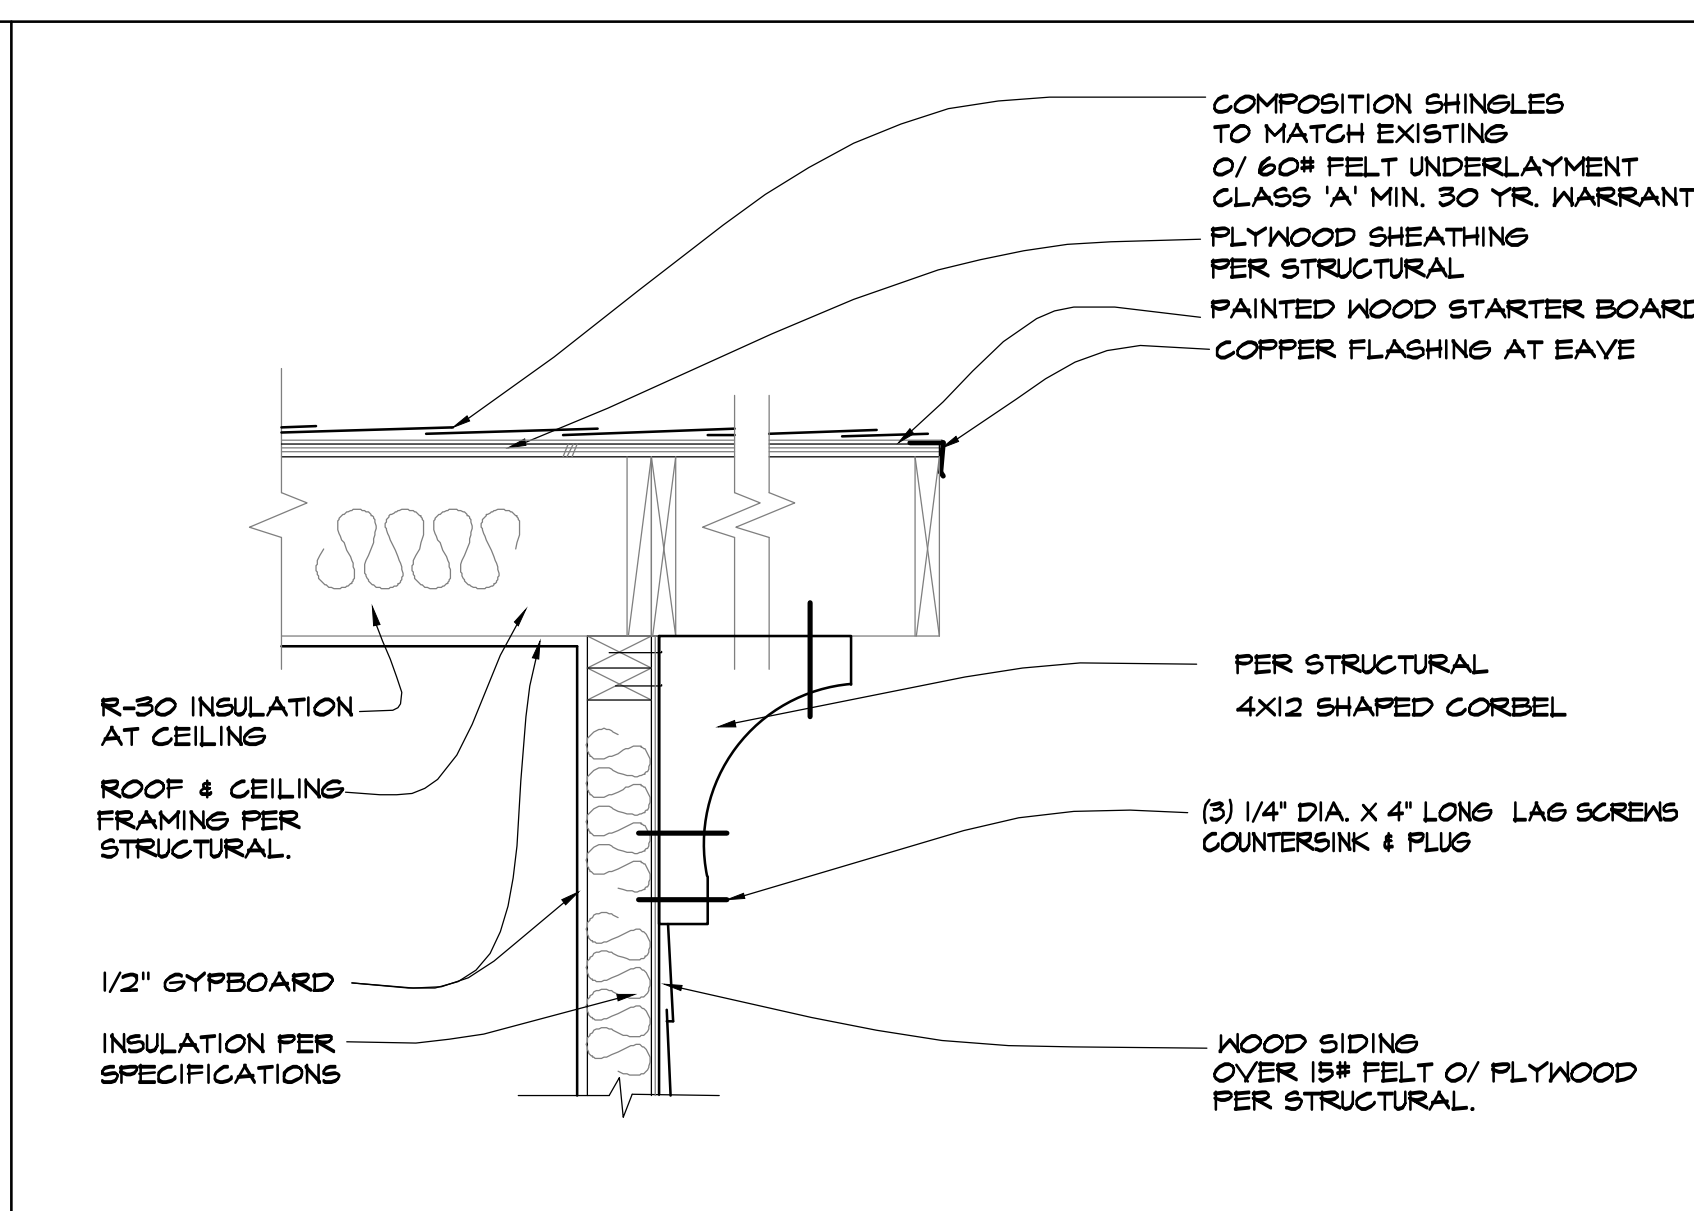 COMPOSITION SHINGLES
TO MATCH EXISTING
O/ 60# FELT UNDERLAYMENT
CLASS 'A' MIN. 30 YR. WARRANT
PLYWOOD SHEATHING
PER STRUCTURAL
PAINTED WOOD STARTER BOARD
COPPER FLASHING AT EAVE
PER STRUCTURAL
4X12 SHAPED CORBEL
(3) 1/4" DIA. X 4" LONG LAG SCREWS
COUNTERSINK & PLUG
WOOD SIDING
OVER 15# FELT O/ PLYWOOD
PER STRUCTURAL.
R-30 INSULATION
AT CEILING
ROOF & CEILING
FRAMING PER
STRUCTURAL.
1/2" GYPBOARD
INSULATION PER
SPECIFICATIONS